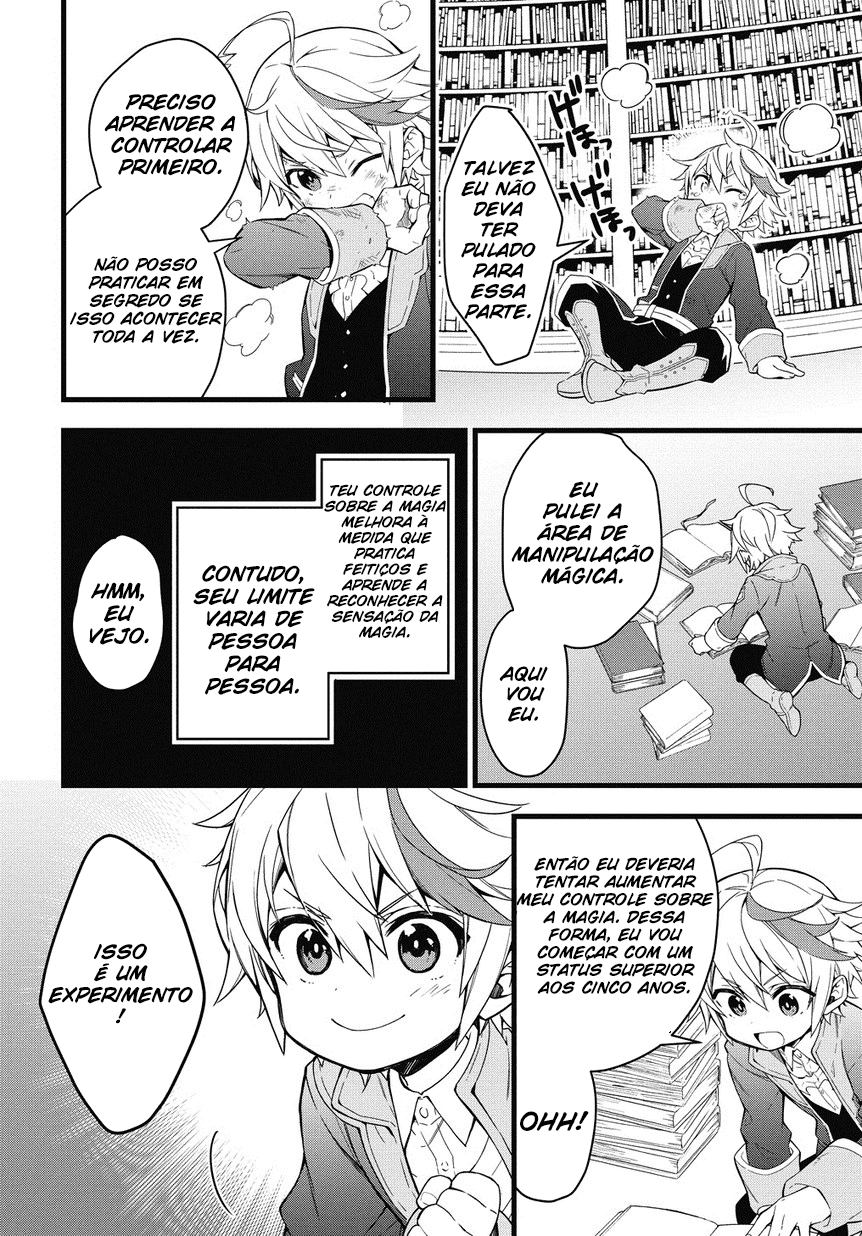 TALVEZ
EU NÃO
DEVA
TER
PULADO
PARA
ESSA
PARTE.
げほっ
げほっ
PRECISO
APRENDER A
CONTROLAR
PRIMEIRO.
NÃO POSSO
PRATICAR EM
SEGREDO SE
ISSO ACONTECER
TODA A VEZ.
EU
PULEI A
ÁREA DE
MANIPULAÇÃO
MÁGICA.
AQUI
VOU
EU.
TEU CONTROLE
SOBRE A MAGIA
MELHORA À
MEDIDA QUE
PRATICA
FEITIÇOS E
APRENDE A
RECONHECER A
SENSAÇÃO DA
MAGIA.
CONTUDO,
SEU LIMITE
VARIA DE
PESSOA
PARA
PESSOA.
HMM,
EU
VEJO.
ENTÃO EU DEVERIA
TENTAR AUMENTAR
MEU CONTROLE SOBRE
A MAGIA. DESSA
FORMA, EU VOU
COMEÇAR COM UM
STATUS SUPERIOR
AOS CINCO ANOS.
OHH!
ISSO
É UM
EXPERIMENTO
!